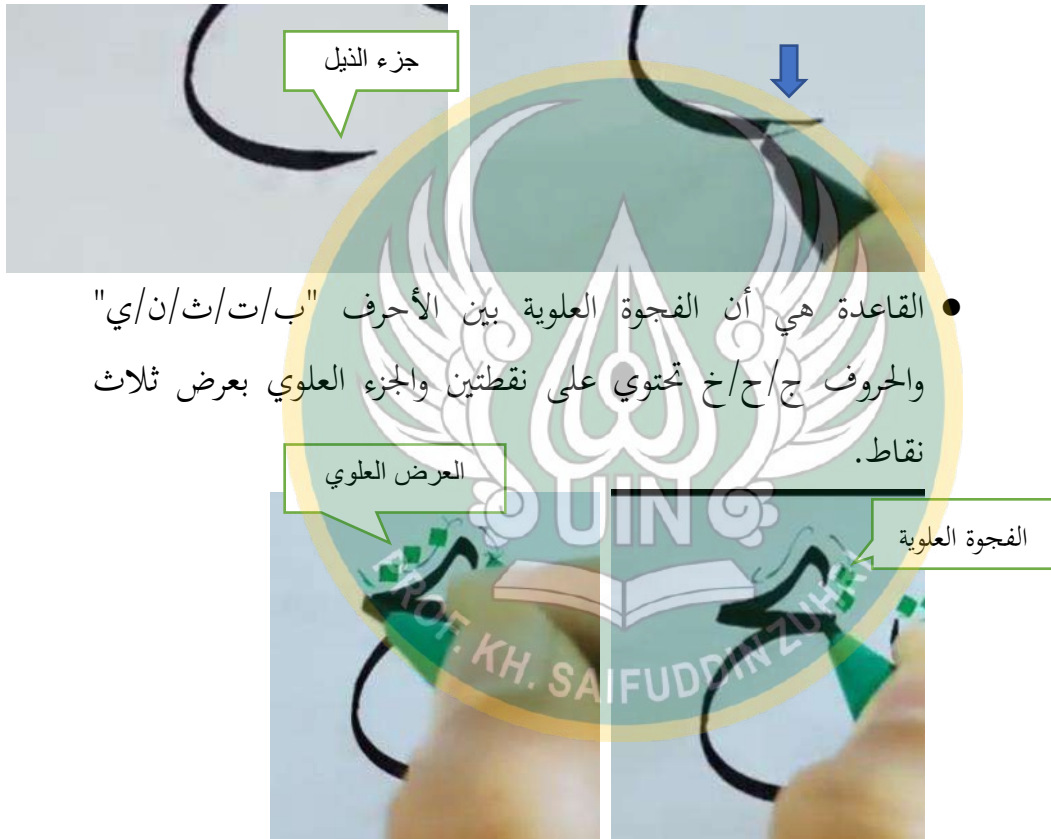 جزء الذيل
القاعدة هي أن الفجوة العلوية بين الأحرف "ب/ت/ث/ن/ي"
والحروف ج/ح/خ تحتوي على نقطتين والجزء العلوي بعرض ثلاث
نقاط.
العرض العلوي
الفجوة العلوية
UIN
PROF. KH. SAIFUDDIN ZUHRI